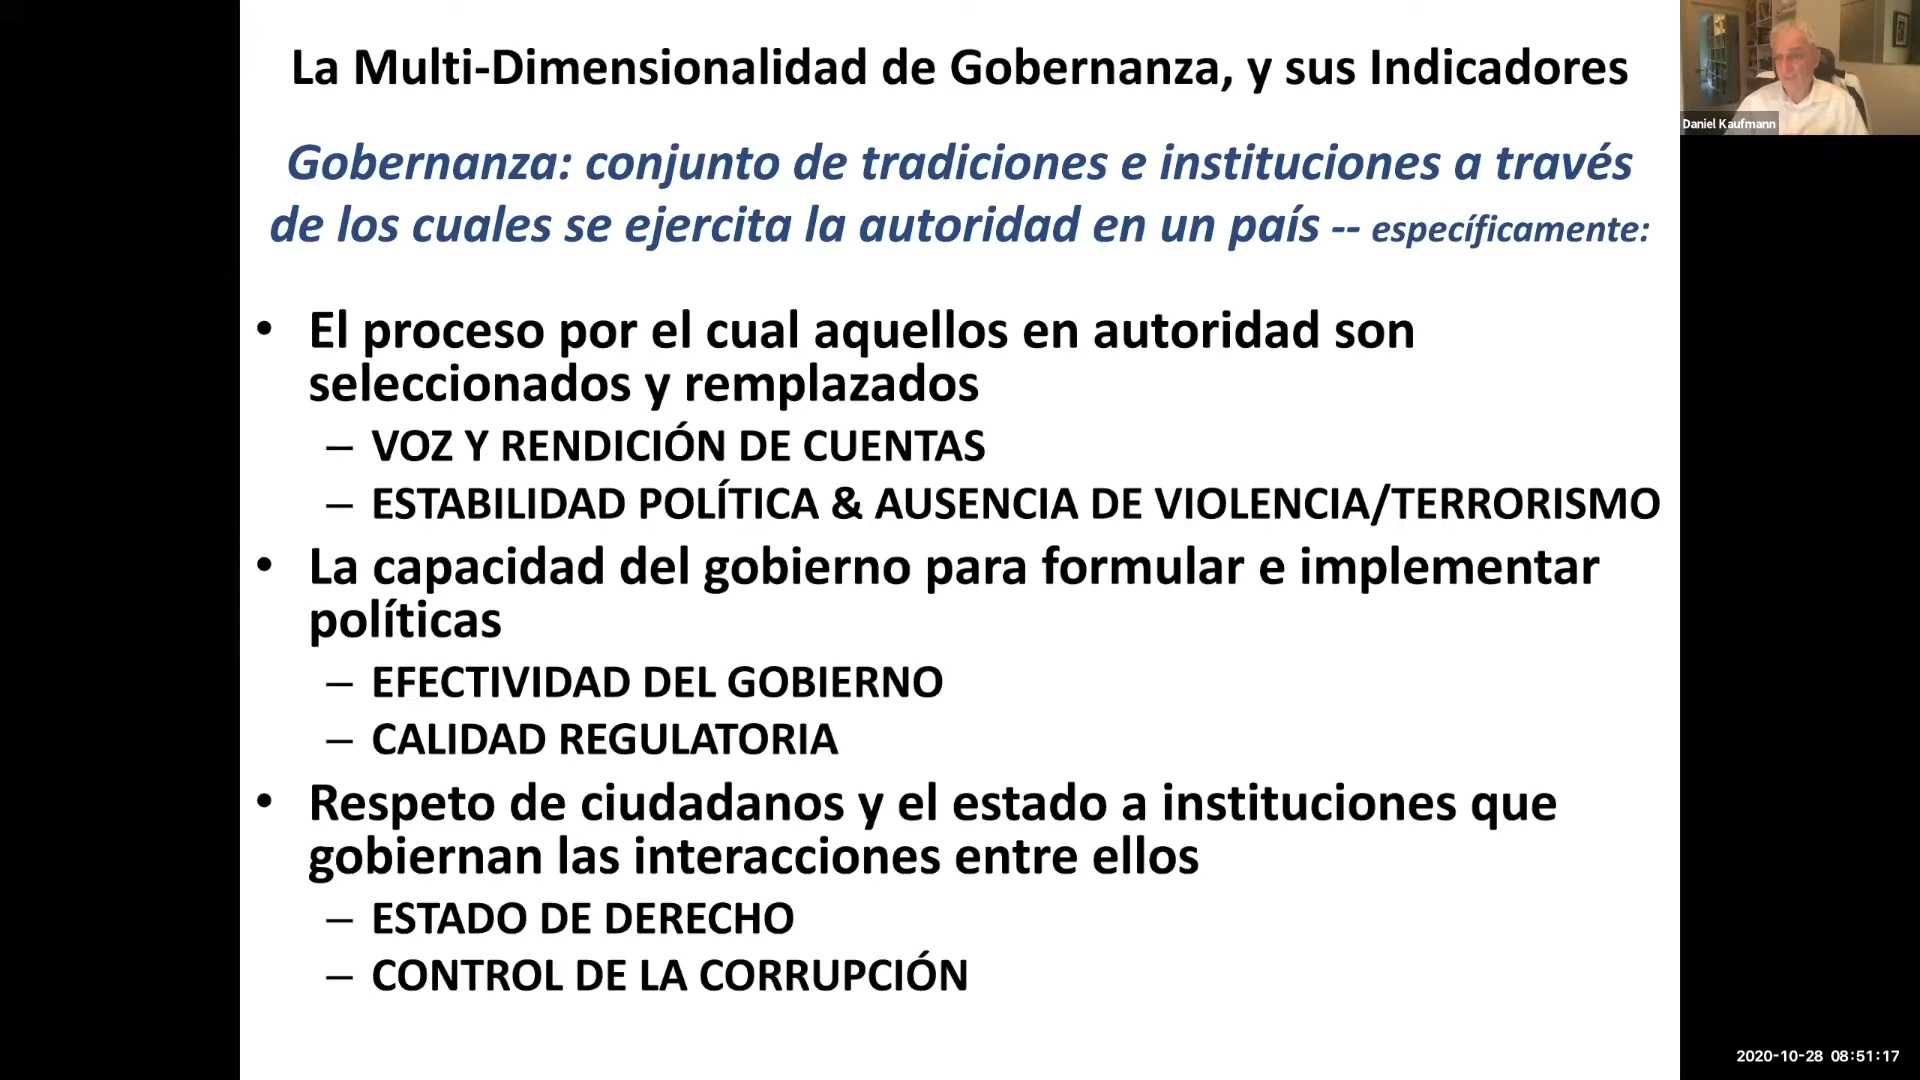 La Multi-Dimensionalidad de Gobernanza, y sus Indicadores
Gobernanza: conjunto de tradiciones e instituciones a través
de los cuales se ejercita la autoridad en un país -- específicamente:
• El proceso por el cual aquellos en autoridad son
seleccionados y remplazados
– VOZ Y RENDICIÓN DE CUENTAS
– ESTABILIDAD POLÍTICA & AUSENCIA DE VIOLENCIA/TERRORISMO
• La capacidad del gobierno para formular e implementar
políticas
– EFECTIVIDAD DEL GOBIERNO
– CALIDAD REGULATORIA
• Respeto de ciudadanos y el estado a instituciones que
gobiernan las interacciones entre ellos
– ESTADO DE DERECHO
– CONTROL DE LA CORRUPCIÓN
Daniel Kaufmann
2020-10-28 08:51:17